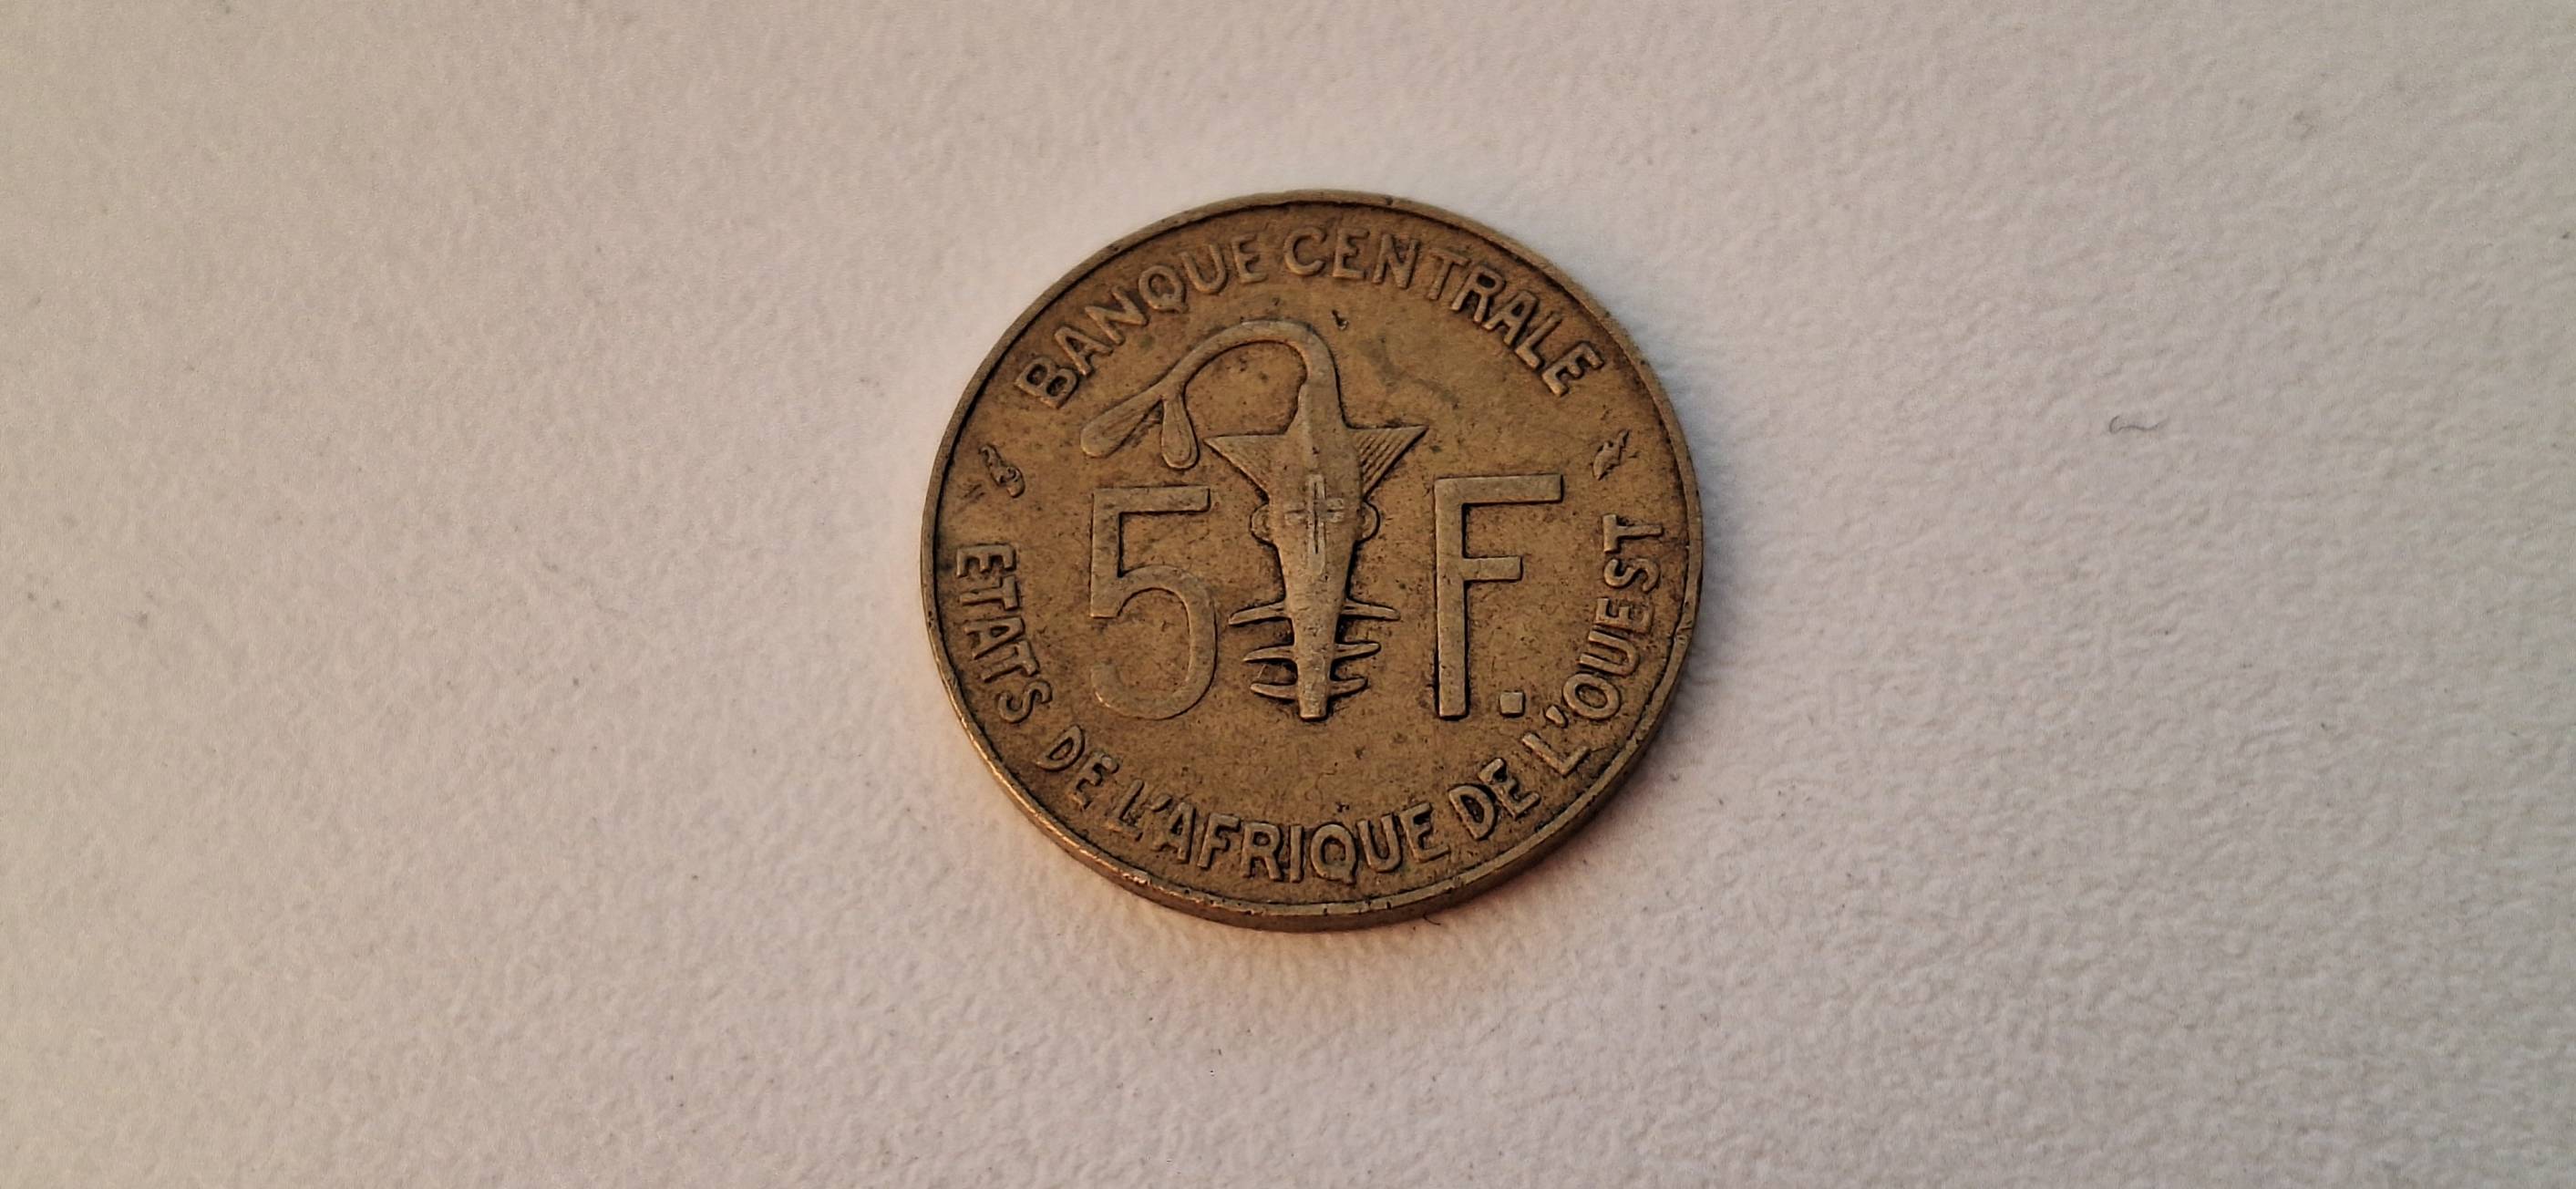 BANQUE CENTRALE
5 F.
ETATS DE L'AFRIQUE DE L'OUEST